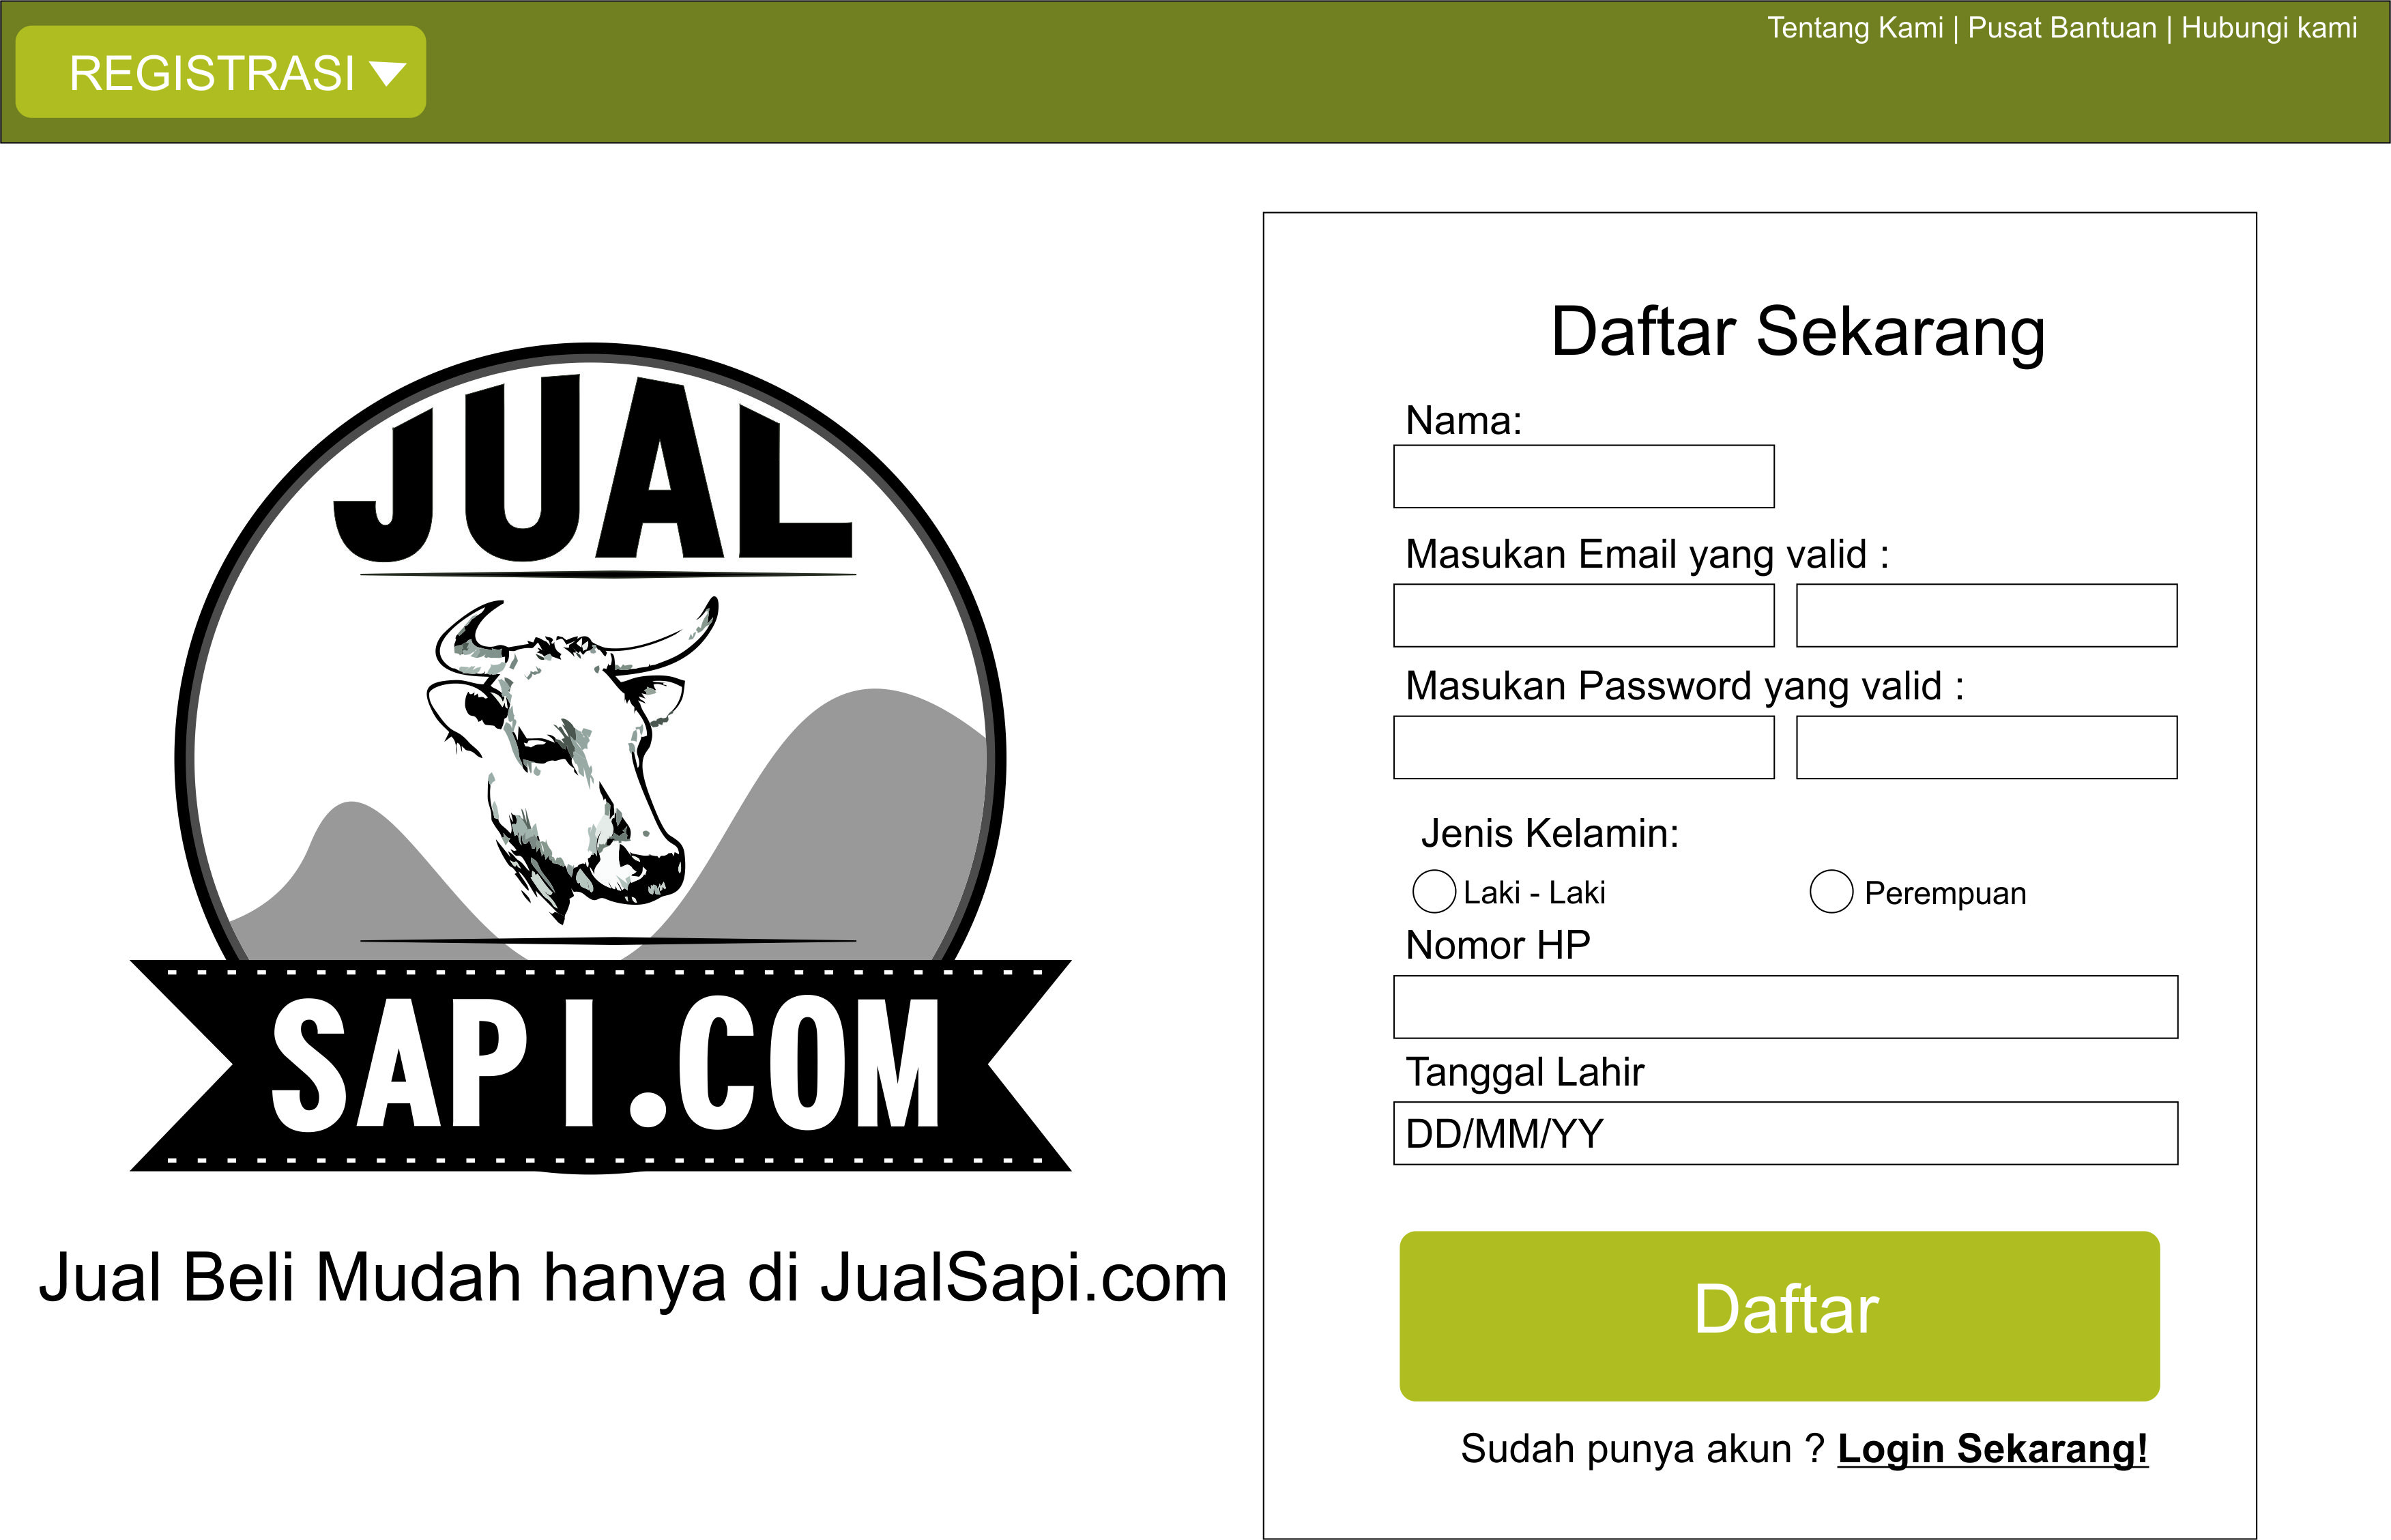 REGISTRASI
Tentang Kami | Pusat Bantuan | Hubungi kami
JUAL
SAPI.COM
Jual Beli Mudah hanya di JualSapi.com
Daftar Sekarang
Nama:
Masukan Email yang valid :
Masukan Password yang valid :
Jenis Kelamin:
Laki - Laki Perempuan
Nomor HP
Tanggal Lahir
DD/MM/YY
Daftar
Sudah punya akun ? Login Sekarang!